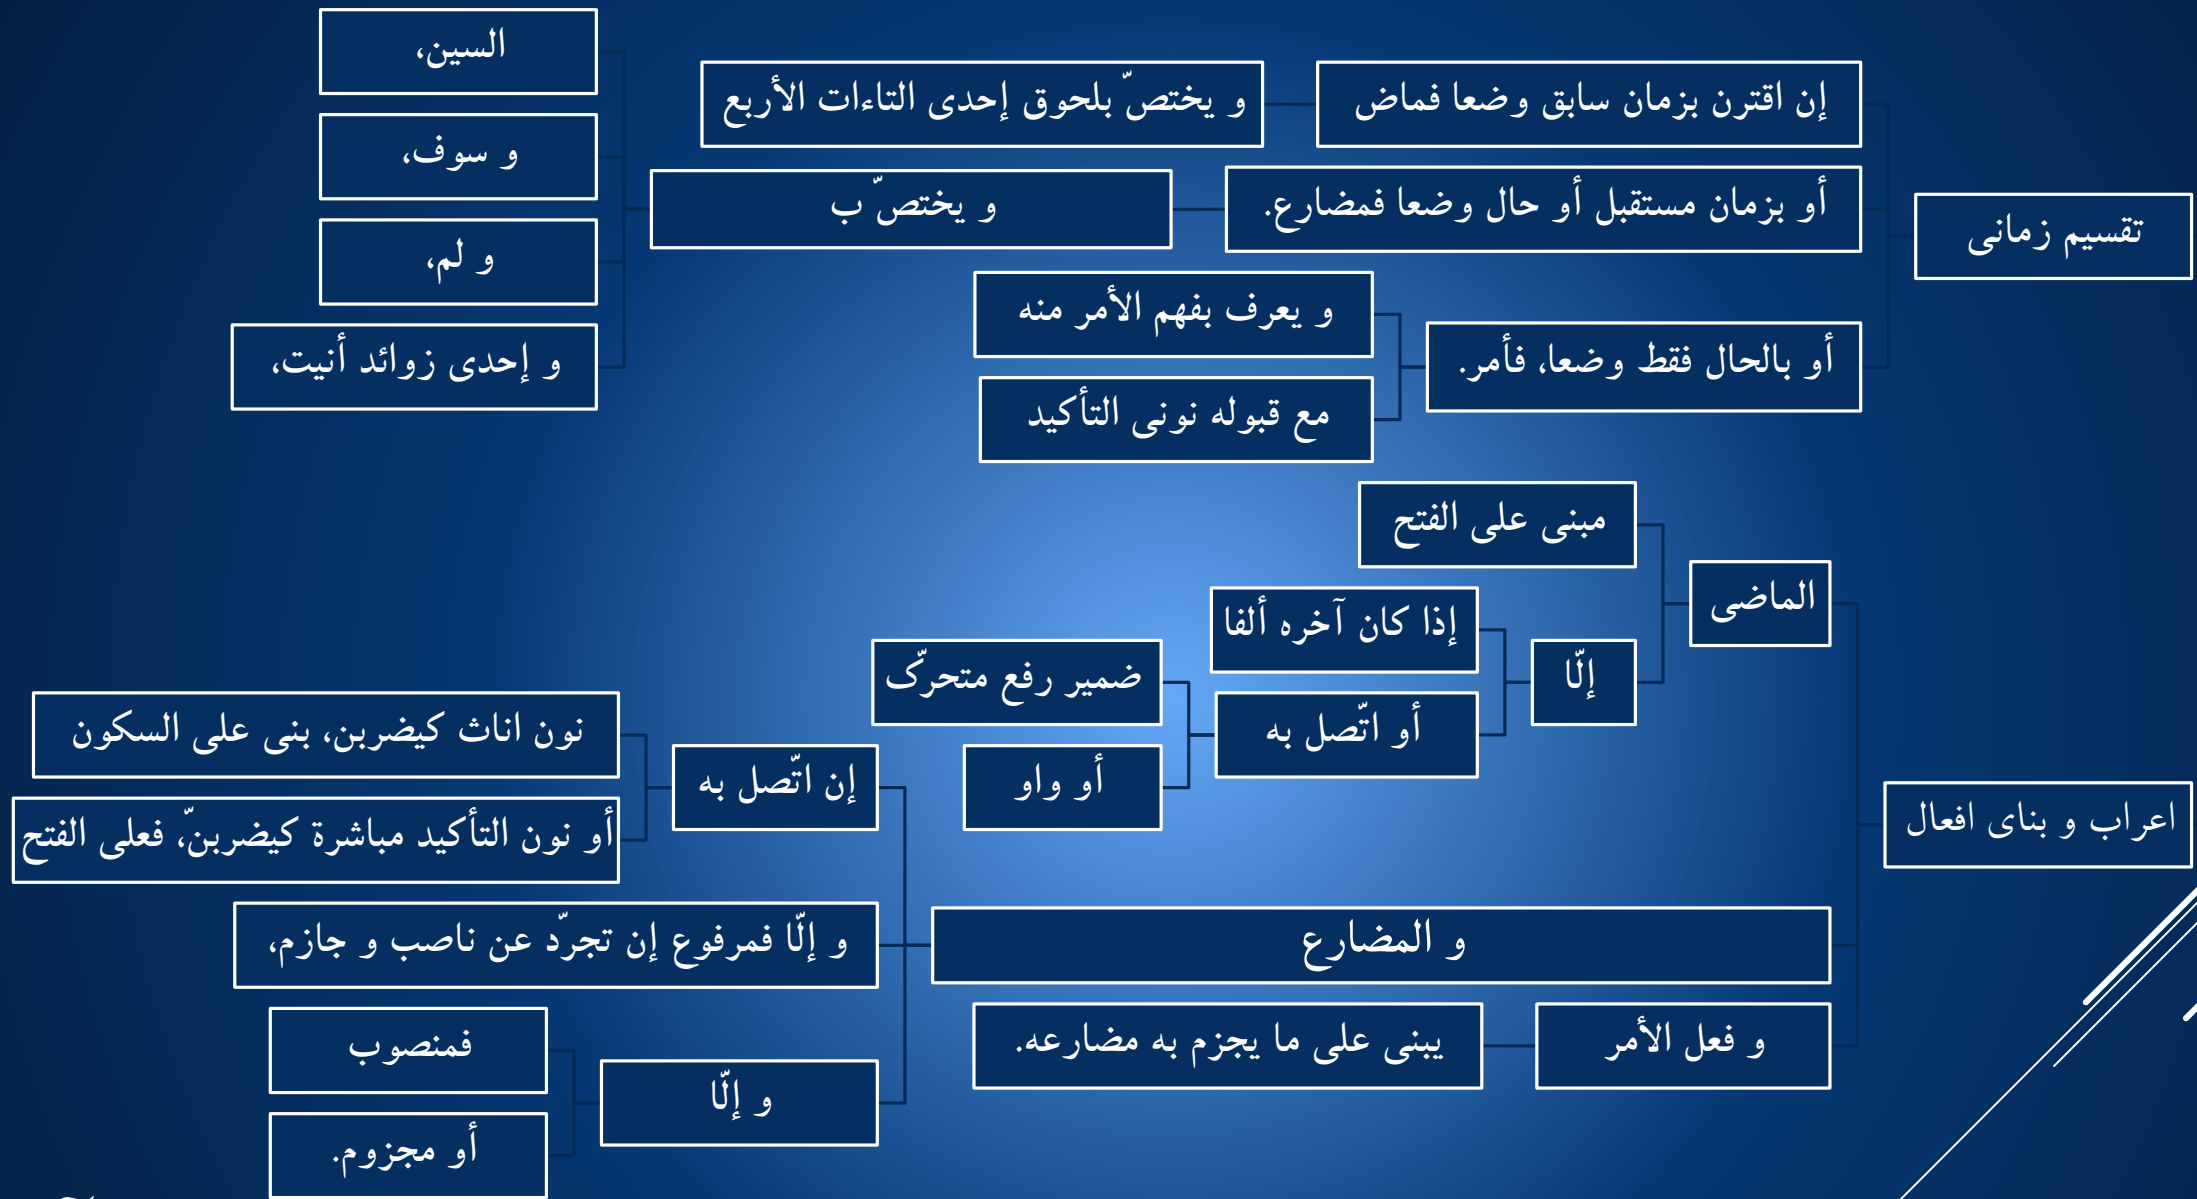 تقسیم زمانی
إن اقترن بزمان سابق وضعا فماض
و یختصّ بلحوق إحدی التاءات الأربع
أو بزمان مستقبل أو حال وضعا فمضارع.
و یختصّ ب
السین،
و سوف،
و لم،
و إحدی زوائد أنیت،
أو بالحال فقط وضعا، فأمر.
و یعرف بفهم الأمر منه
مع قبوله نونی التأکید
اعراب و بنای افعال
الماضی
مبنی علی الفتح
إلّا
إذا کان آخره ألفا
أو اتّصل به
ضمیر رفع متحرّک
أو واو
و المضارع
إن اتّصل به
نون اناث کیضربن، بنی علی السکون
أو نون التأکید مباشرة کیضربنّ، فعلی الفتح
و إلّا فمرفوع إن تجرّد عن ناصب و جازم،
و إلّا
فمنصوب
أو مجزوم.
و فعل الأمر
یبنی علی ما یجزم به مضارعه.